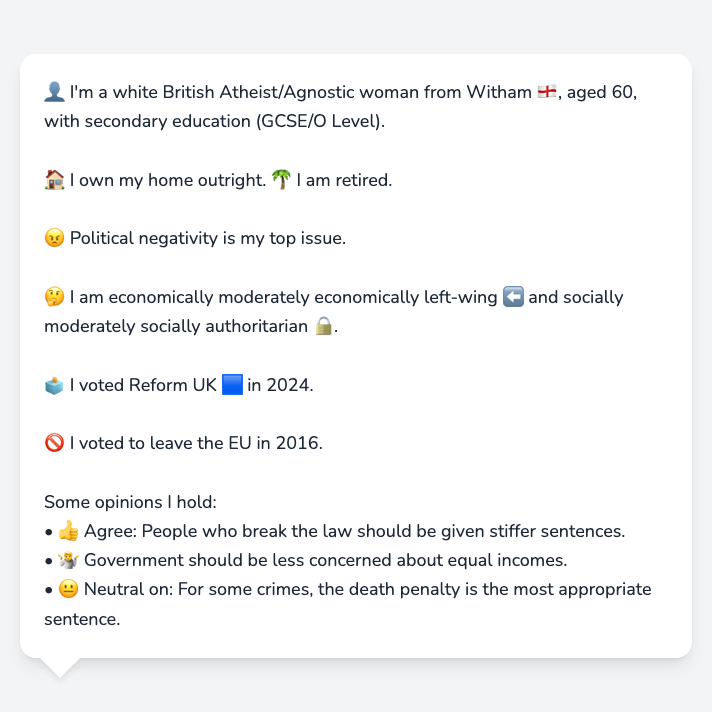 👤 I'm a white British Atheist/Agnostic woman from Witham 🏴󠁧󠁢󠁥󠁮󠁧󠁿, aged 60,
with secondary education (GCSE/O Level).
🏠 I own my home outright. 🌴 I am retired.
😠 Political negativity is my top issue.
🤔 I am economically moderately economically left-wing ⬅️ and socially
moderately socially authoritarian 🔒.
🗳️ I voted Reform UK 🟦 in 2024.
🚫 I voted to leave the EU in 2016.
Some opinions I hold:
• 👍 Agree: People who break the law should be given stiffer sentences.
• 🤷 Government should be less concerned about equal incomes.
• 😐 Neutral on: For some crimes, the death penalty is the most appropriate
sentence.